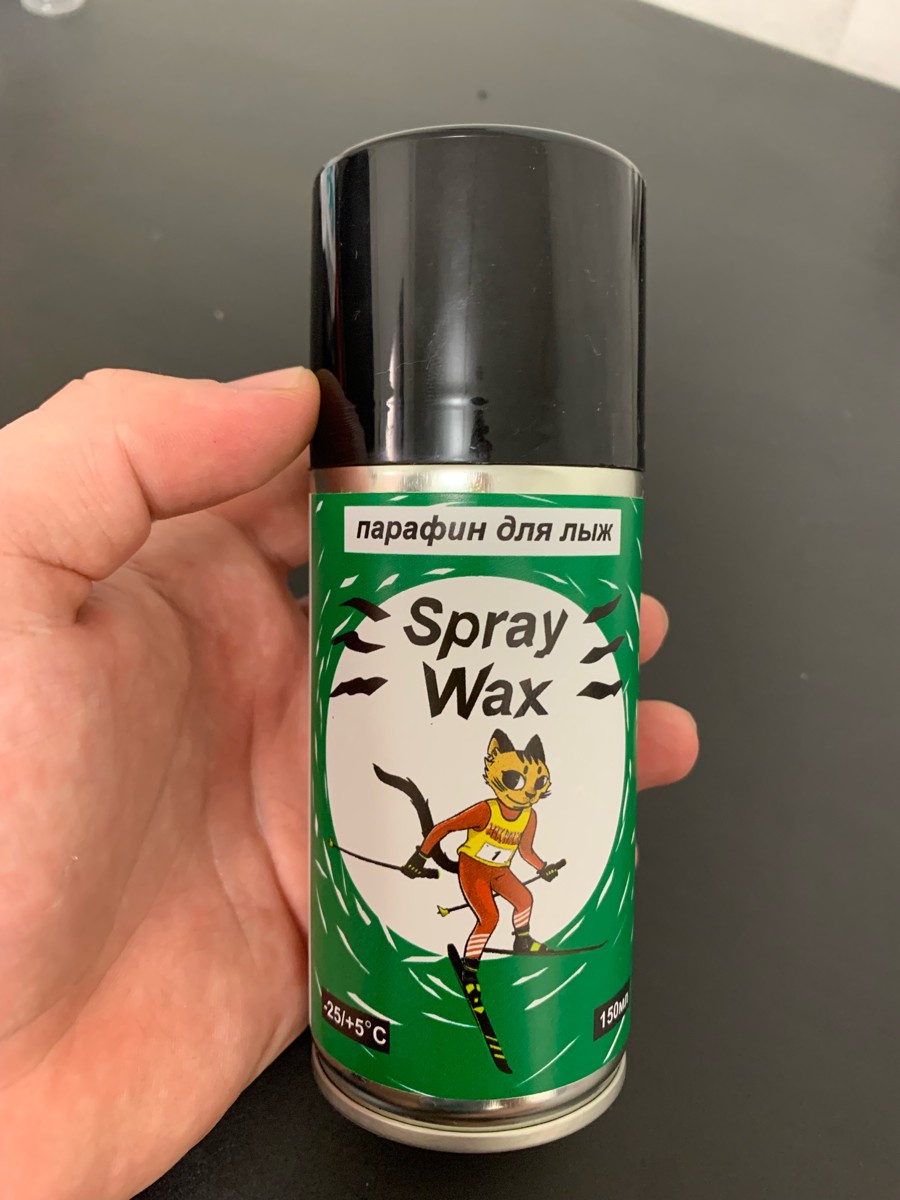 парафин для лыж
Spray
Wax
1
-25/+5°C
150мл